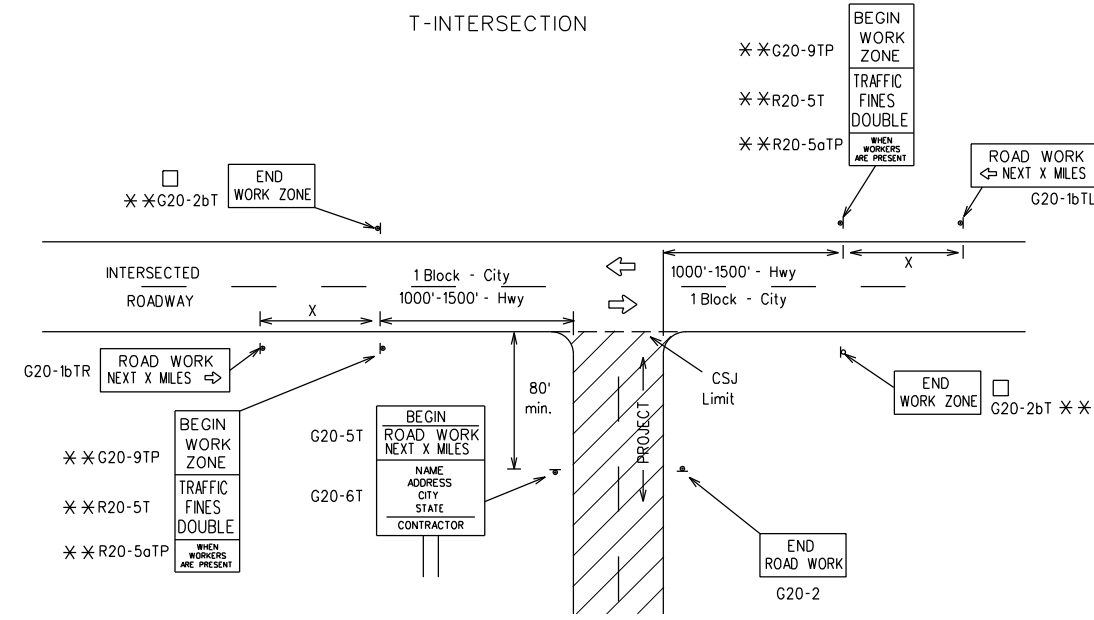 T-INTERSECTION
BEGIN
WORK
ZONE
**G20-9TP
TRAFFIC
FINES
DOUBLE
**R20-5T
WHEN
WORKERS
ARE PRESENT
**R20-5aTP
ROAD WORK
⇦ NEXT X MILES
G20-1bTL
END
WORK ZONE
□
**G20-2bT
INTERSECTED
ROADWAY
1 Block - City
1000'-1500' - Hwy
1000'-1500' - Hwy
1 Block - City
X
X
G20-1bTR
ROAD WORK
NEXT X MILES ⇨
80'
min.
CSJ
Limit
PROJECT
END
WORK ZONE
□
G20-2bT **
BEGIN
WORK
ZONE
**G20-9TP
TRAFFIC
FINES
DOUBLE
**R20-5T
WHEN
WORKERS
ARE PRESENT
**R20-5aTP
G20-5T
BEGIN
ROAD WORK
NEXT X MILES
G20-6T
NAME
ADDRESS
CITY
STATE
CONTRACTOR
END
ROAD WORK
G20-2